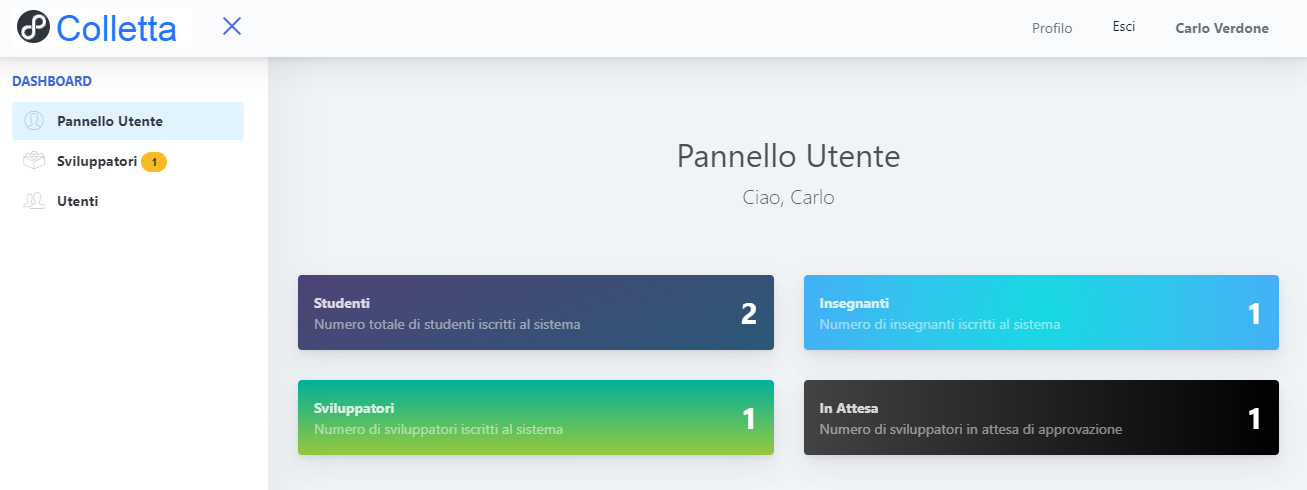 Colletta
Profilo
Esci
Carlo Verdone
DASHBOARD
Pannello Utente
Sviluppatori 1
Utenti
Pannello Utente
Ciao, Carlo
Studenti
Numero totale di studenti iscritti al sistema
2
Insegnanti
Numero di insegnanti iscritti al sistema
1
Sviluppatori
Numero di sviluppatori iscritti al sistema
1
In Attesa
Numero di sviluppatori in attesa di approvazione
1